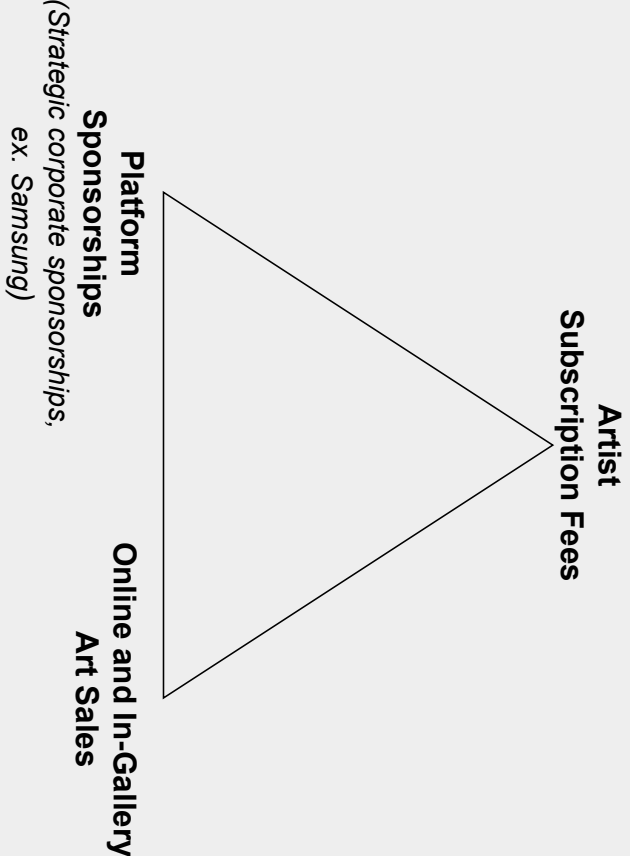 Artist
Subscription Fees
Platform
Sponsorships
(Strategic corporate sponsorships,
ex. Samsung)
Online and In-Gallery
Art Sales